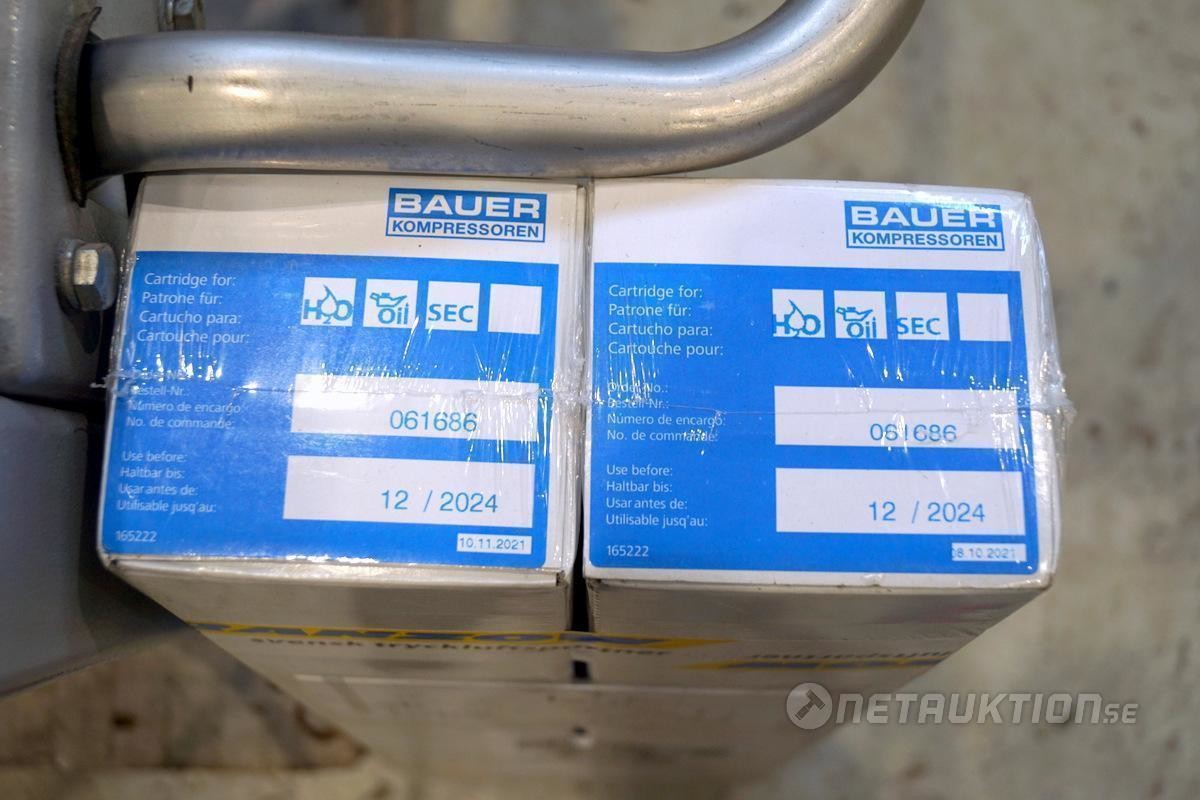 BAUER
KOMPRESSOREN
Cartridge for:
Patrone für:
Cartucho para:
Cartouche pour:
H2O
Oil
SEC
Bestell-Nr.:
Número de encargo:
No. de commande:
061686
Use before:
Haltbar bis:
Usar antes de:
Utilisable jusqu'au:
12 / 2024
165222
10.11.2021
BAUER
KOMPRESSOREN
Cartridge for:
Patrone für:
Cartucho para:
Cartouche pour:
H2O
Oil
SEC
Order-No.:
Bestell-Nr.:
Número de encargo:
No. de commande:
061686
Use before:
Haltbar bis:
Usar antes de:
Utilisable jusqu'au:
12 / 2024
165222
08.10.2021
svensk tryckluftspartner
NETAUKTION.SE